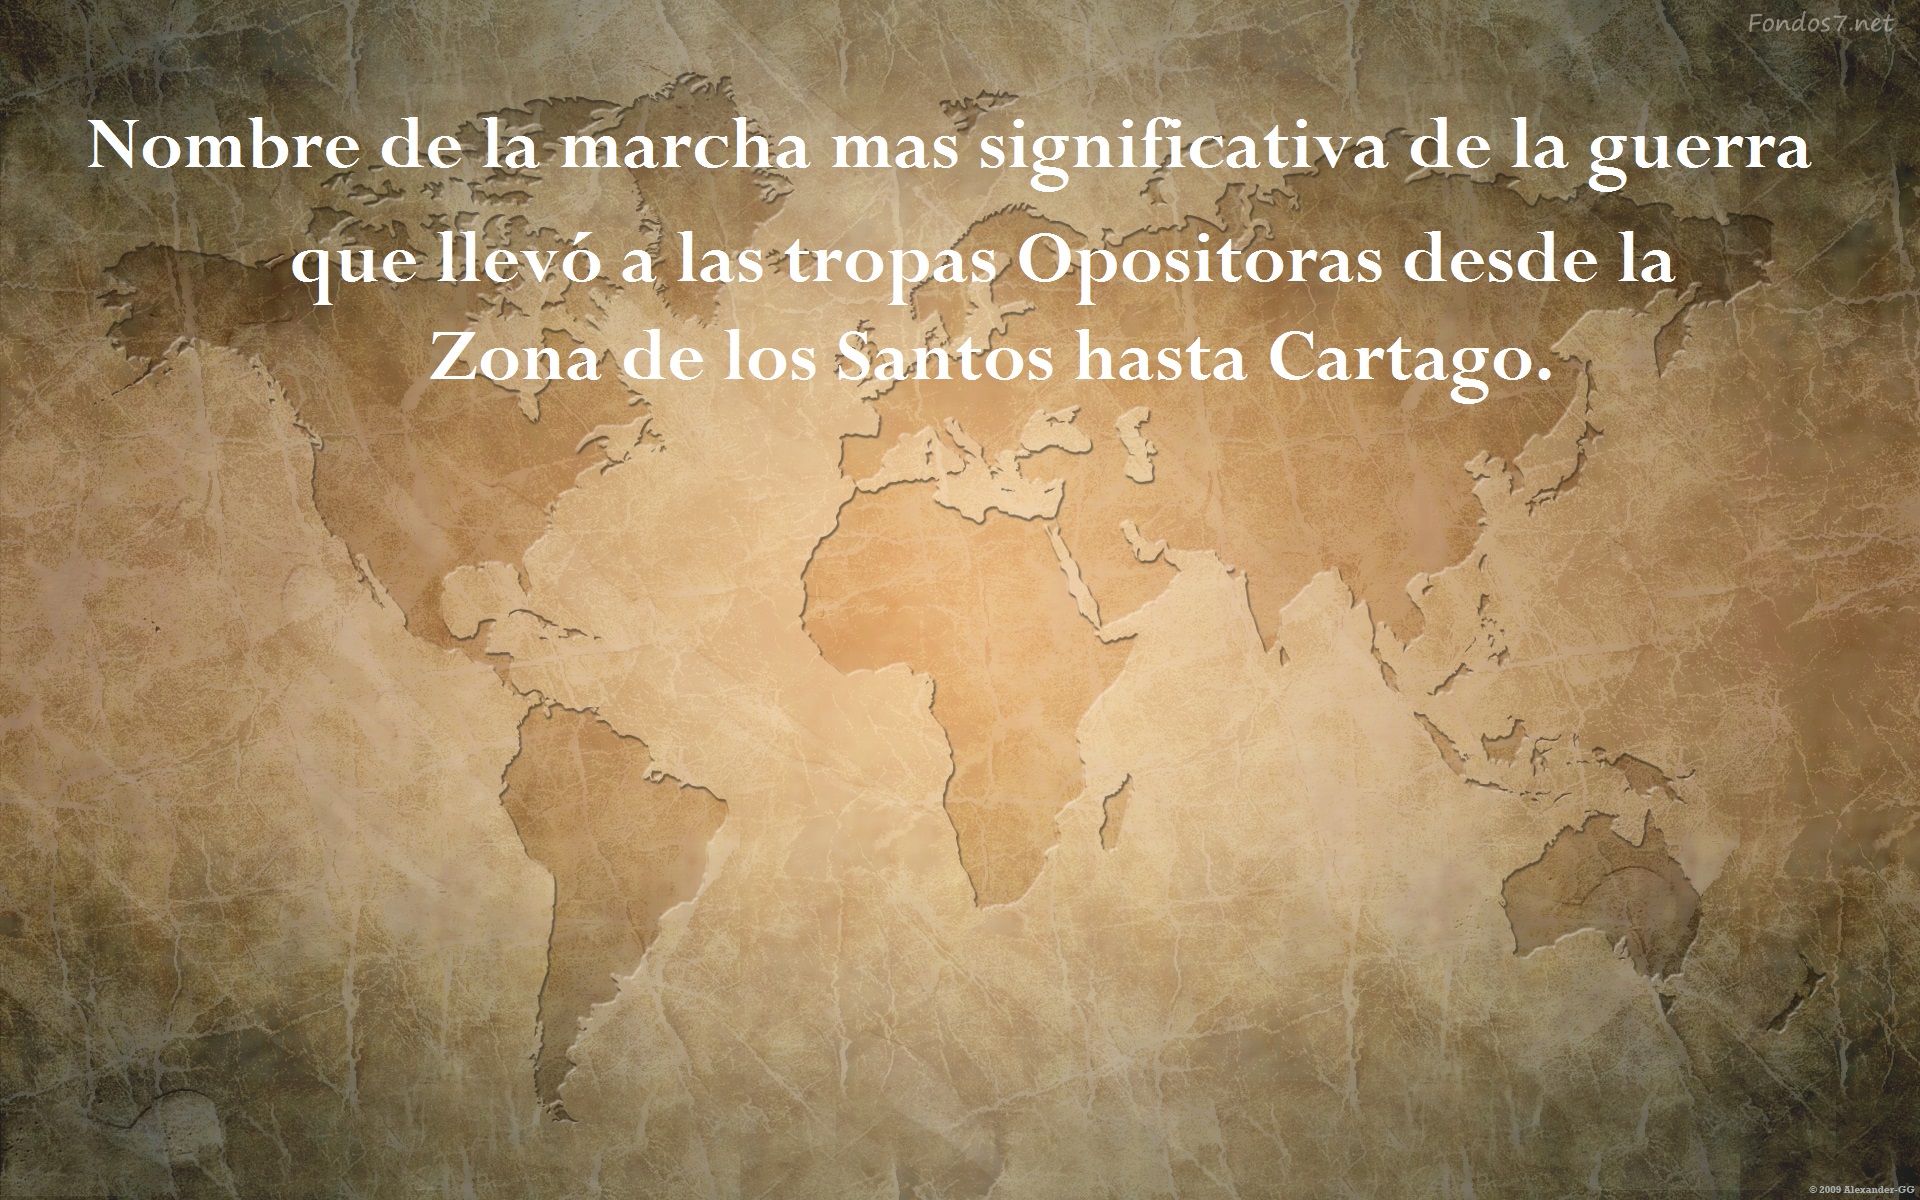 Fondos7.net
Nombre de la marcha mas significativa de la guerra
que llevó a las tropas Opositoras desde la
Zona de los Santos hasta Cartago.
© 2009 Alexander-GG